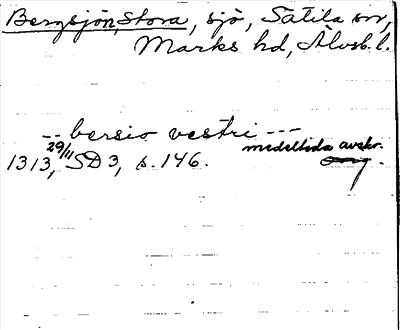 Bergsjön, Stora, sjö, Sätila sn,
Marks hd, Älvsb. l.
-- bersio vestri ---
1313, 29/11 SD 3, s. 146. medeltida avskr.